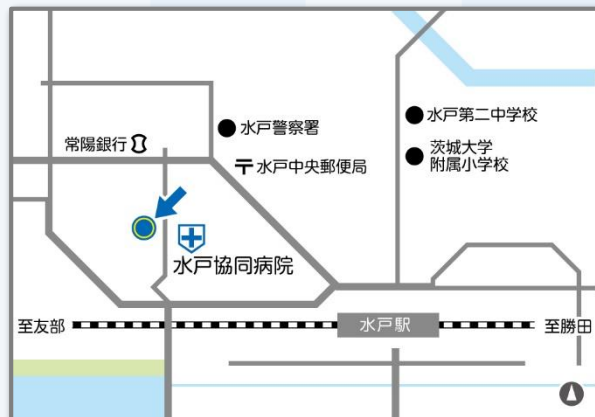 水戸第二中学校
水戸警察署
常陽銀行
茨城大学
附属小学校
水戸中央郵便局
水戸協同病院
至友部
水戸駅
至勝田